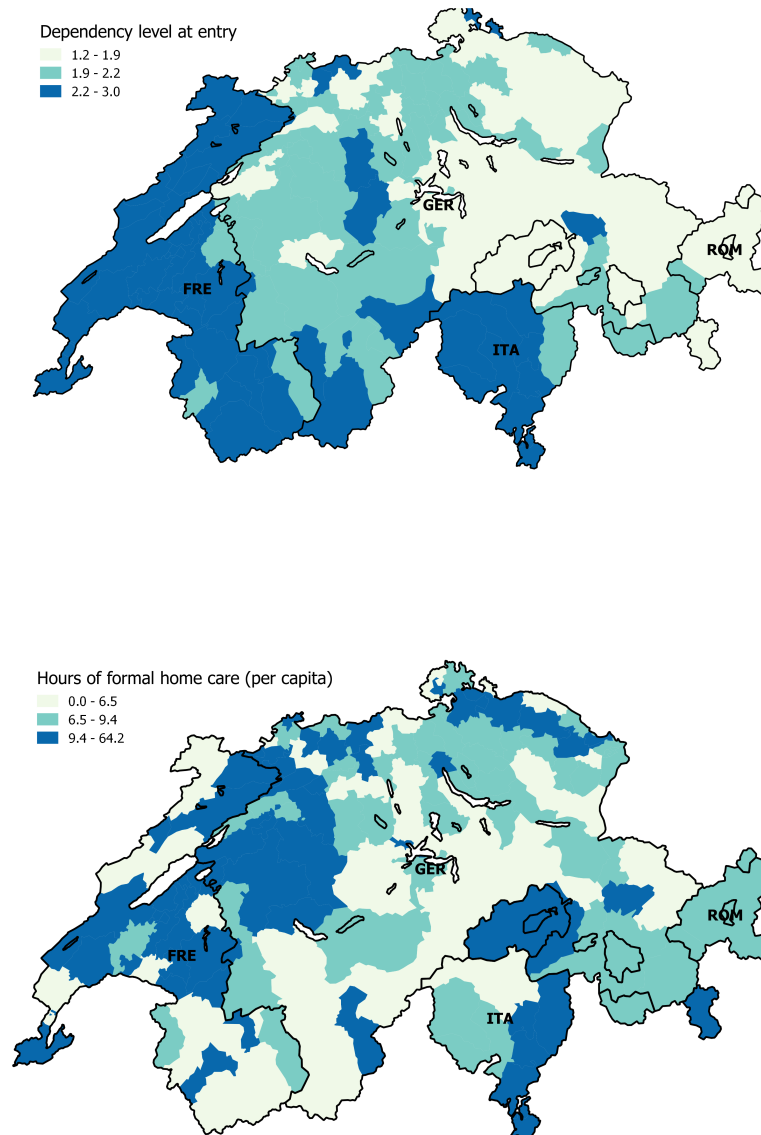 Dependency level at entry
1.2 - 1.9
1.9 - 2.2
2.2 - 3.0
GER
ROM
FRE
ITA
Hours of formal home care (per capita)
0.0 - 6.5
6.5 - 9.4
9.4 - 64.2
GER
ROM
FRE
ITA